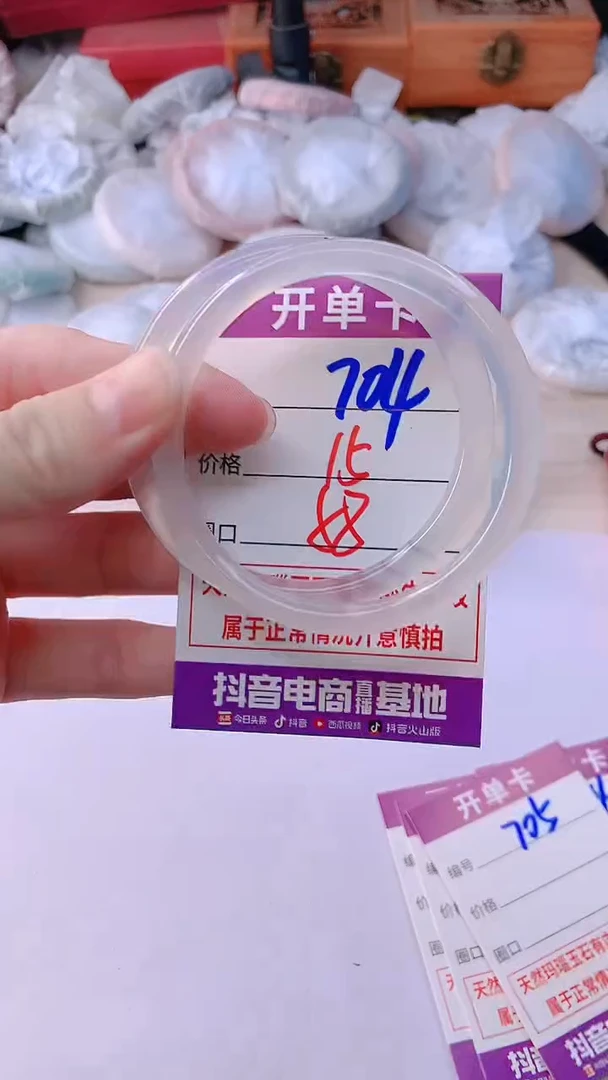 开单卡
704
价格 15
圈口
属于正常情况介意慎拍
抖音电商直播基地
今日头条 抖音 西瓜视频 抖音火山版
开单卡
编号 705
价格
圈口
天然玛瑙玉石有
属于正常情
抖音